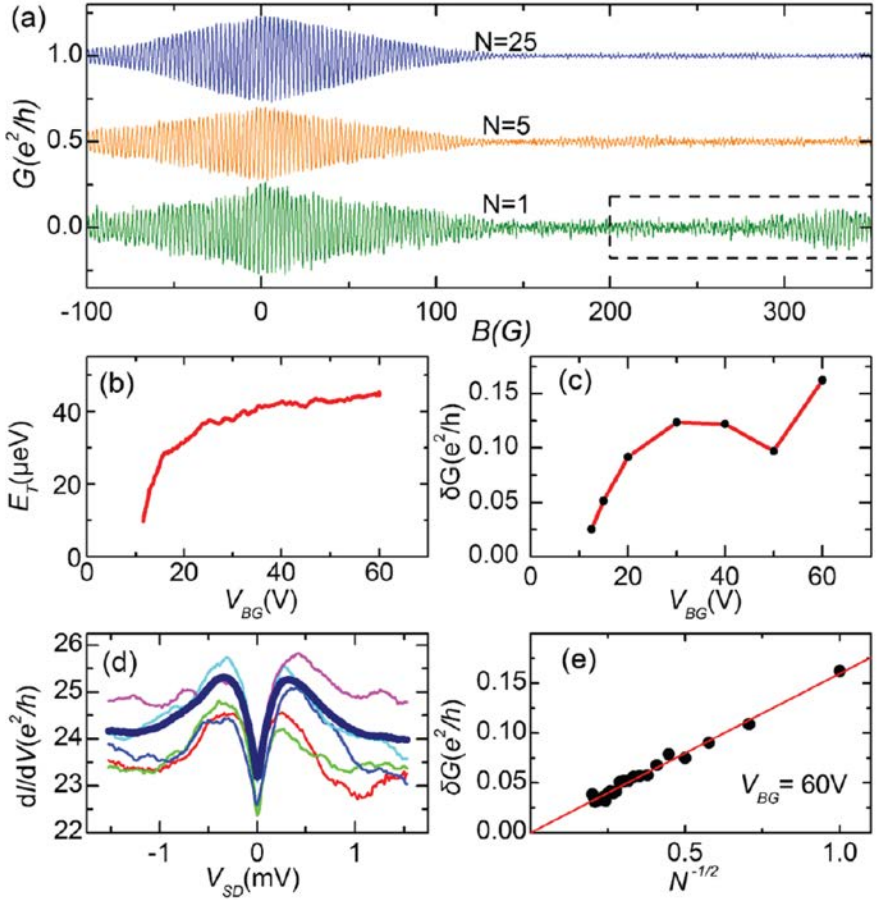 (a)
G(e²/h)
1.0
0.5
0.0
N=25
N=5
N=1
-100 0 100 200 300
B(G)
(b)
E_T(μeV)
40
20
0
0 20 40 60
V_BG(V)
(c)
δG(e²/h)
0.15
0.10
0.05
0.00
0 20 40 60
V_BG(V)
(d)
dI/dV(e²/h)
26
25
24
23
22
-1 0 1
V_SD(mV)
(e)
δG(e²/h)
0.15
0.10
0.05
0.00
V_BG= 60V
0.5 1.0
N^-1/2